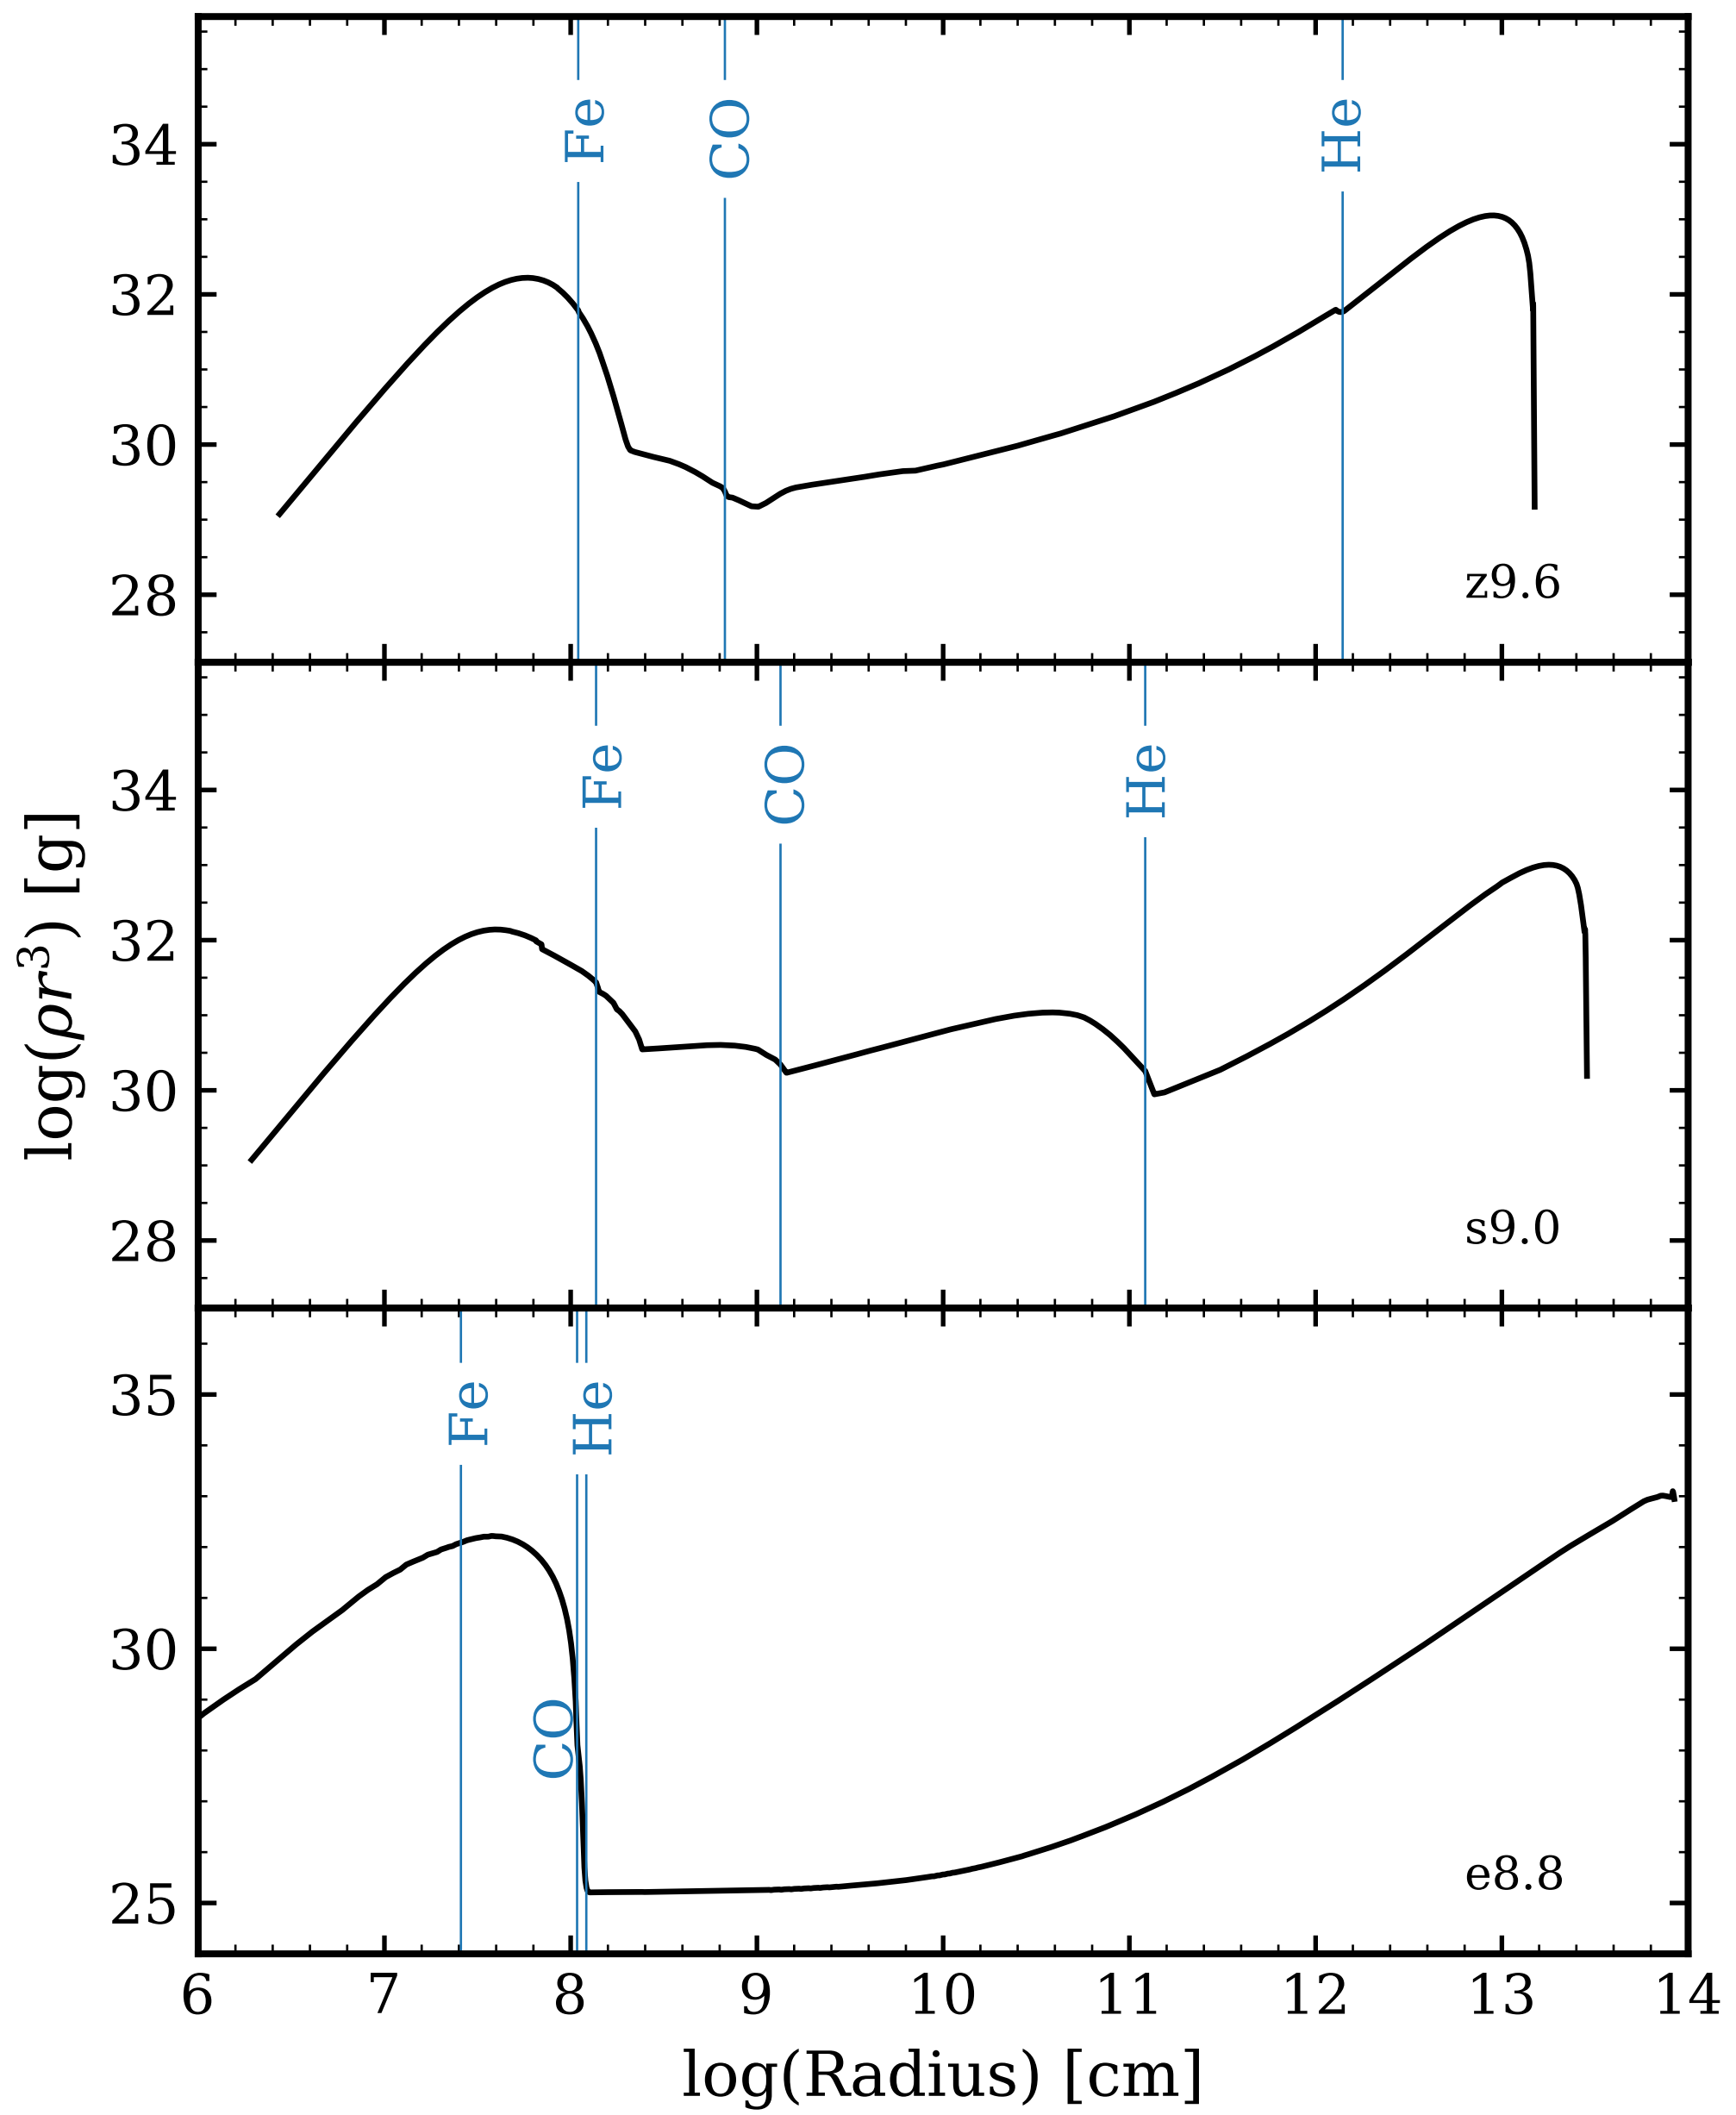 Fe
CO
He
34
32
30
28
z9.6
Fe
CO
He
34
32
30
28
s9.0
log(ρr³) [g]
Fe
He
CO
35
30
25
e8.8
6 7 8 9 10 11 12 13 14
log(Radius) [cm]